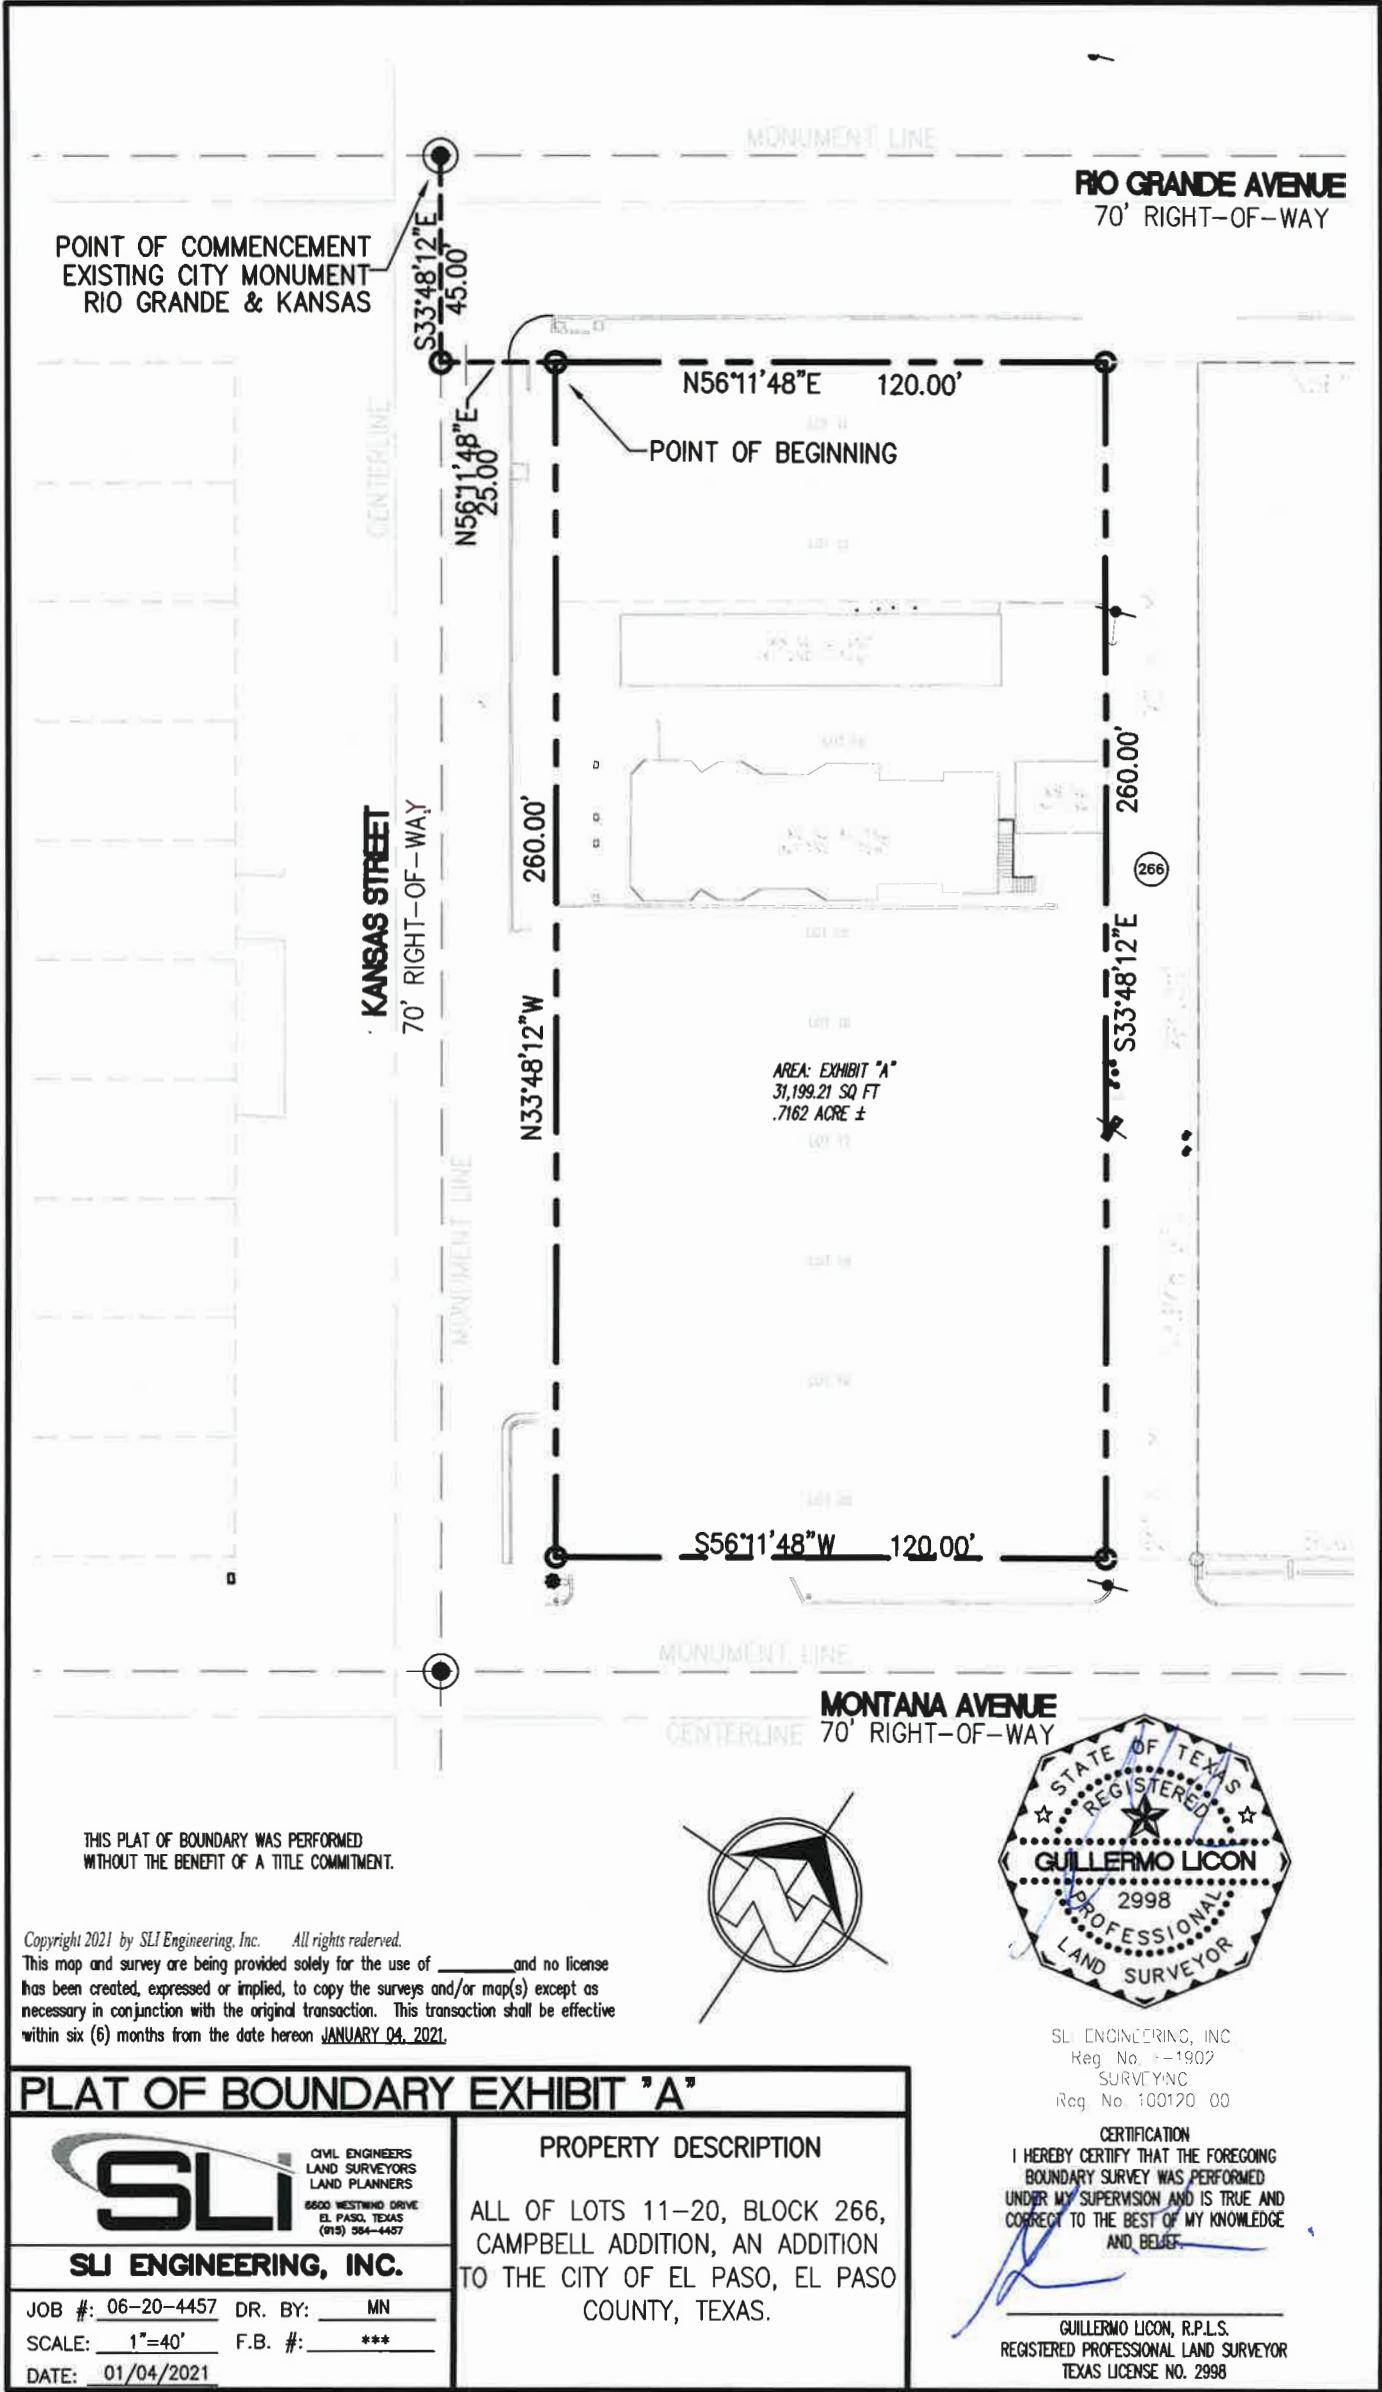 MONUMENT LINE
RIO GRANDE AVENUE
70' RIGHT-OF-WAY
POINT OF COMMENCEMENT
EXISTING CITY MONUMENT
RIO GRANDE & KANSAS
S33°48'12"E
45.00'
N56°11'48"E 120.00'
N56°11'48"E
25.00'
POINT OF BEGINNING
CENTERLINE
KANSAS STREET
70' RIGHT-OF-WAY
260.00'
N33°48'12"W
260.00'
266
S33°48'12"E
AREA: EXHIBIT "A"
31,199.21 SQ FT
.7162 ACRE ±
LOT 17
MONUMENT LINE
S56°11'48"W 120.00'
MONUMENT LINE
MONTANA AVENUE
CENTERLINE
70' RIGHT-OF-WAY
STATE OF TEXAS
REGISTERED
GUILLERMO LICON
2998
PROFESSIONAL
LAND SURVEYOR
THIS PLAT OF BOUNDARY WAS PERFORMED
WITHOUT THE BENEFIT OF A TITLE COMMITMENT.
Copyright 2021 by SLI Engineering, Inc. All rights rederved.
This map and survey are being provided solely for the use of ________and no license
has been created, expressed or implied, to copy the surveys and/or map(s) except as
necessary in conjunction with the original transaction. This transaction shall be effective
within six (6) months from the date hereon JANUARY 04, 2021.
SLI ENGINEERING, INC
Reg No. F-1902
SURVEYING
Reg. No. 100120 00
CERTIFICATION
I HEREBY CERTIFY THAT THE FOREGOING
BOUNDARY SURVEY WAS PERFORMED
UNDER MY SUPERVISION AND IS TRUE AND
CORRECT TO THE BEST OF MY KNOWLEDGE
AND BELIEF.
GUILLERMO LICON, R.P.L.S.
REGISTERED PROFESSIONAL LAND SURVEYOR
TEXAS LICENSE NO. 2998
PLAT OF BOUNDARY EXHIBIT "A"
SLI
CIVIL ENGINEERS
LAND SURVEYORS
LAND PLANNERS
6600 WESTWIND DRIVE
EL PASO, TEXAS
(915) 584-4457
SLI ENGINEERING, INC.
JOB #: 06-20-4457 DR. BY: MN
SCALE: 1"=40' F.B. #: ***
DATE: 01/04/2021
PROPERTY DESCRIPTION
ALL OF LOTS 11-20, BLOCK 266,
CAMPBELL ADDITION, AN ADDITION
TO THE CITY OF EL PASO, EL PASO
COUNTY, TEXAS.